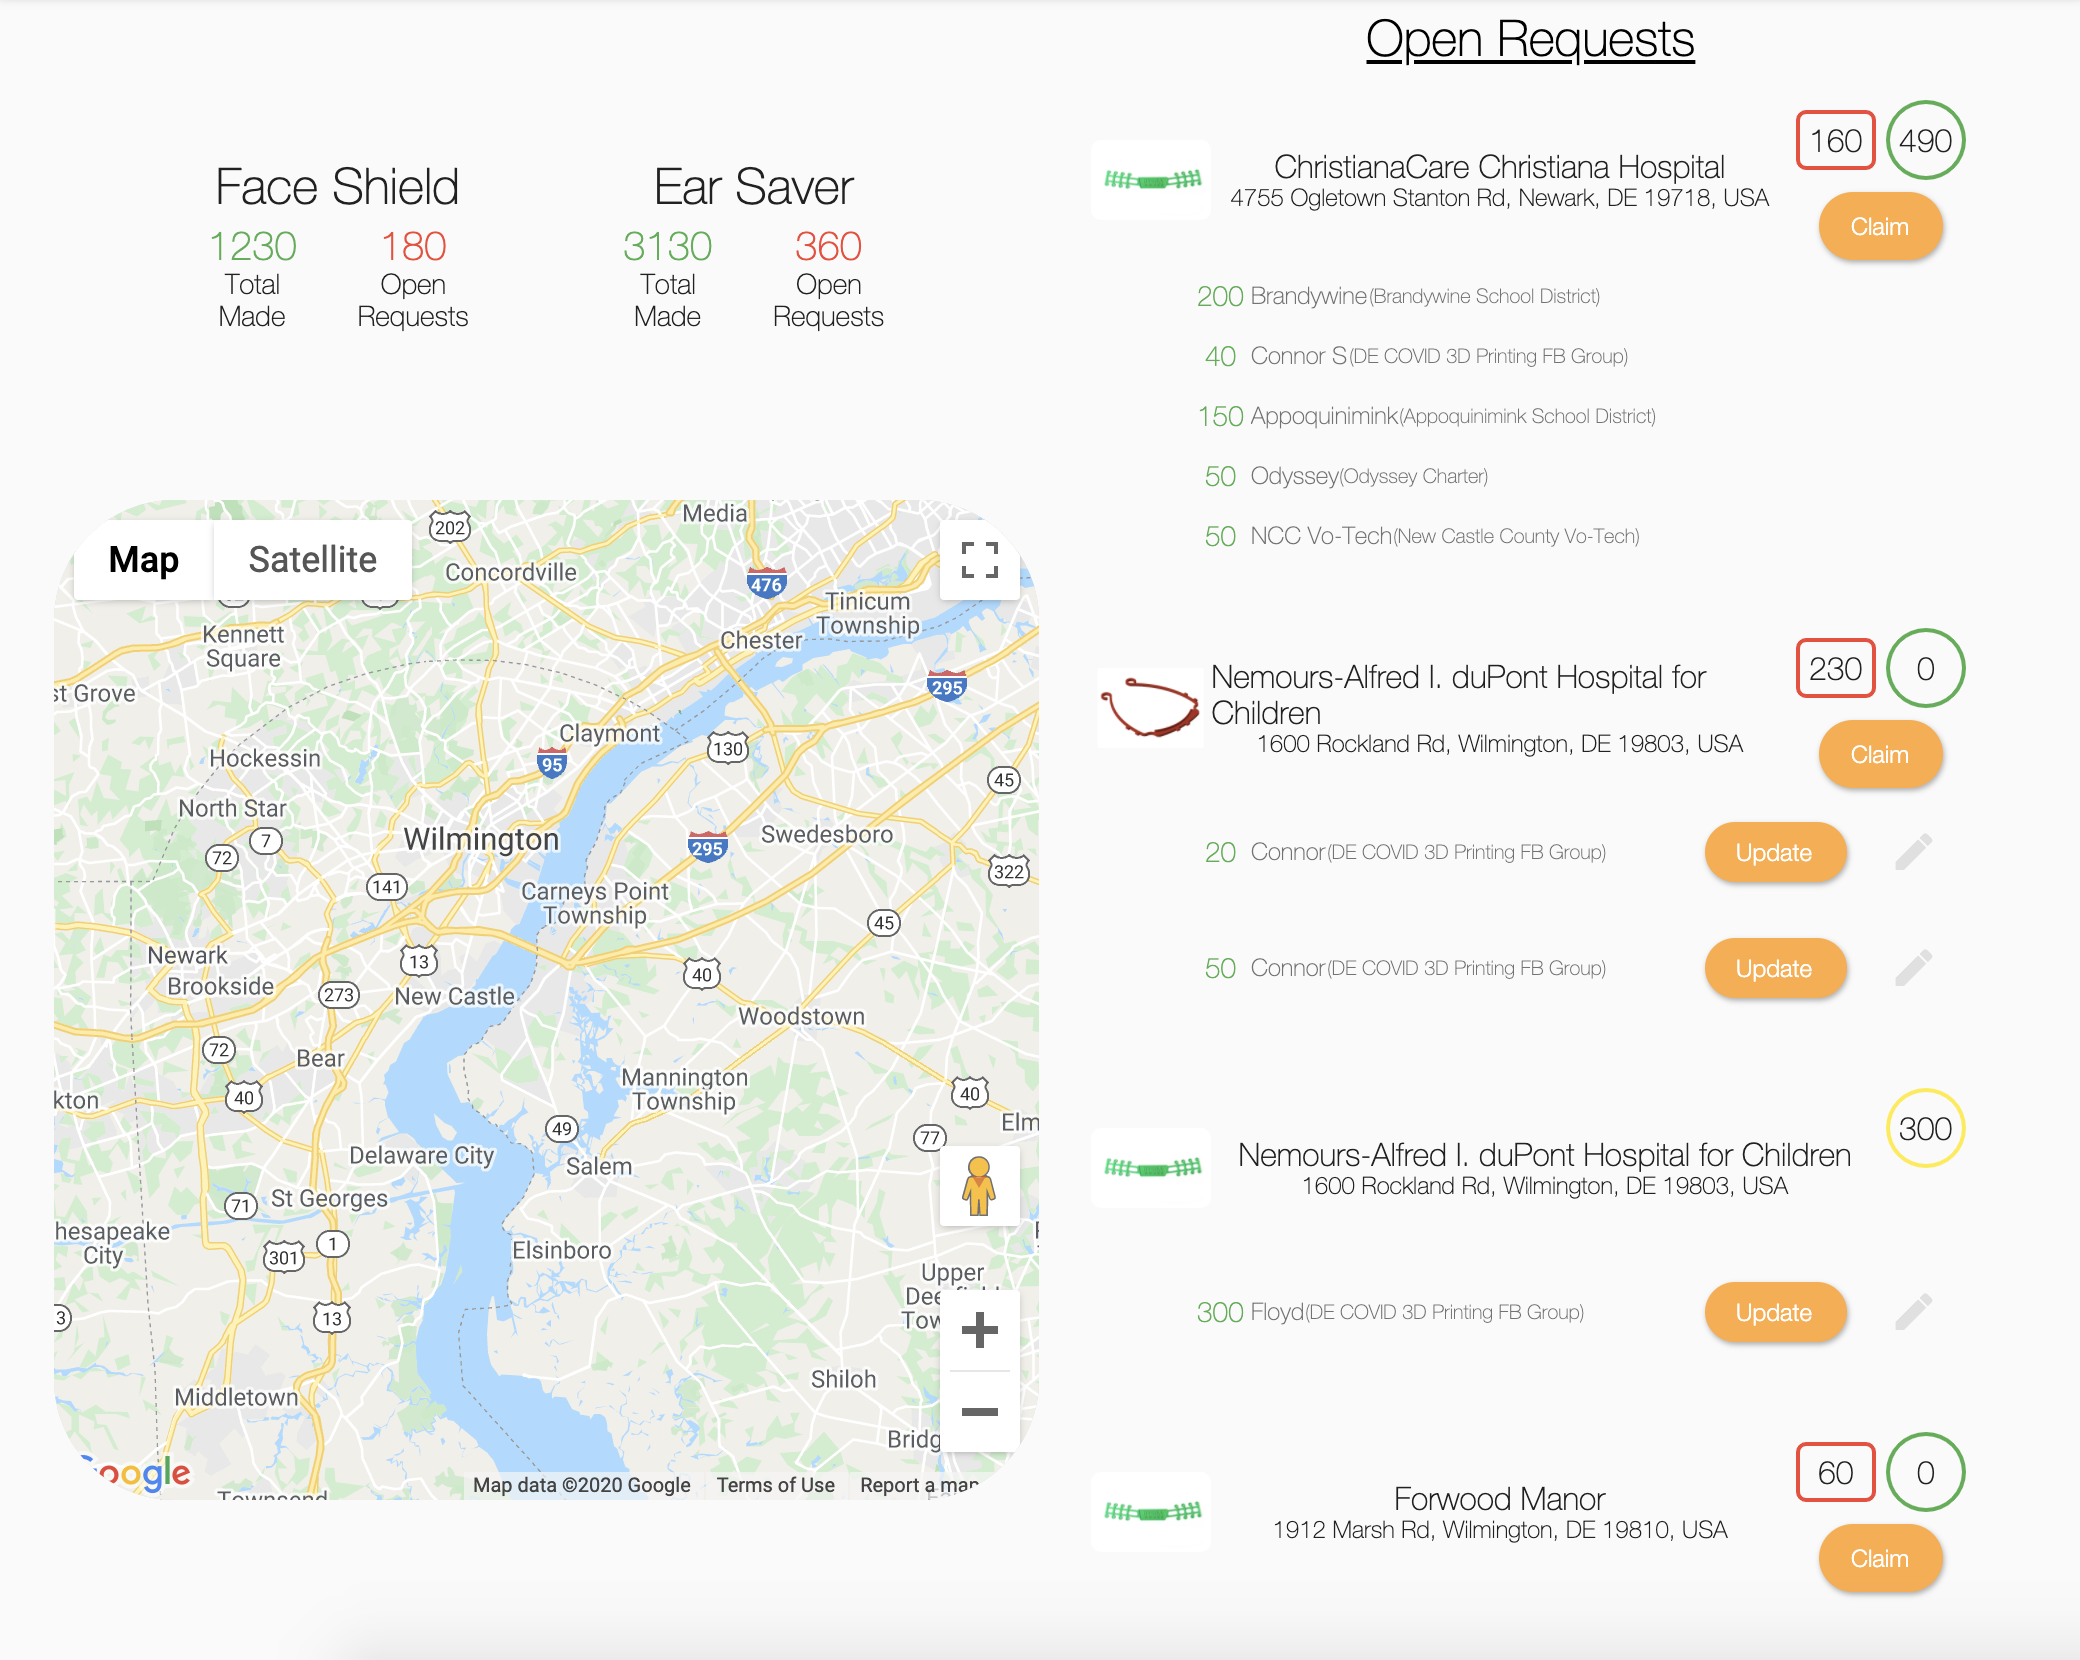 Open Requests
Face Shield
1230
Total
Made
180
Open
Requests
Ear Saver
3130
Total
Made
360
Open
Requests
Map
Satellite
202
Media
Concordville
476
Tinicum
Township
Kennett
Square
Chester
295
st Grove
Claymont
130
95
Hockessin
45
North Star
7
72
Wilmington
295
Swedesboro
322
141
Carneys Point
Township
45
Newark
13
40
Brookside
273
New Castle
Woodstown
72
Bear
Mannington
Township
40
kton
40
49
77
Elm
Delaware City
Salem
71
St Georges
hesapeake
City
301
1
Elsinboro
Upper
3
13
Shiloh
Middletown
Bridg
Google
Townsend
Map data ©2020 Google
Terms of Use
Report a map
ChristianaCare Christiana Hospital
4755 Ogletown Stanton Rd, Newark, DE 19718, USA
160
490
Claim
200 Brandywine(Brandywine School District)
40 Connor S(DE COVID 3D Printing FB Group)
150 Appoquinimink(Appoquinimink School District)
50 Odyssey(Odyssey Charter)
50 NCC Vo-Tech(New Castle County Vo-Tech)
Nemours-Alfred I. duPont Hospital for
Children
1600 Rockland Rd, Wilmington, DE 19803, USA
230
0
Claim
20 Connor(DE COVID 3D Printing FB Group)
Update
50 Connor(DE COVID 3D Printing FB Group)
Update
300
Nemours-Alfred I. duPont Hospital for Children
1600 Rockland Rd, Wilmington, DE 19803, USA
300 Floyd(DE COVID 3D Printing FB Group)
Update
60
0
Forwood Manor
1912 Marsh Rd, Wilmington, DE 19810, USA
Claim